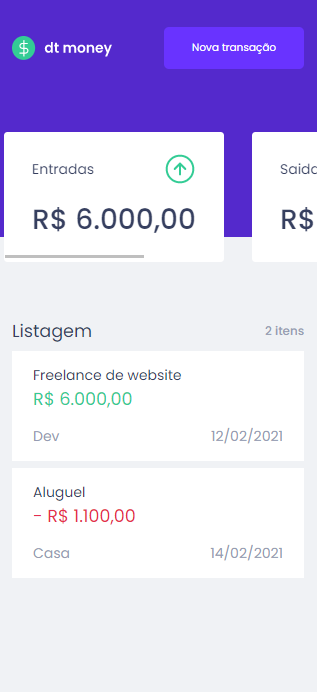 dt money
Nova transação
Entradas
R$ 6.000,00
Saída
R$
Listagem
2 itens
Freelance de website
R$ 6.000,00
Dev
12/02/2021
Aluguel
- R$ 1.100,00
Casa
14/02/2021